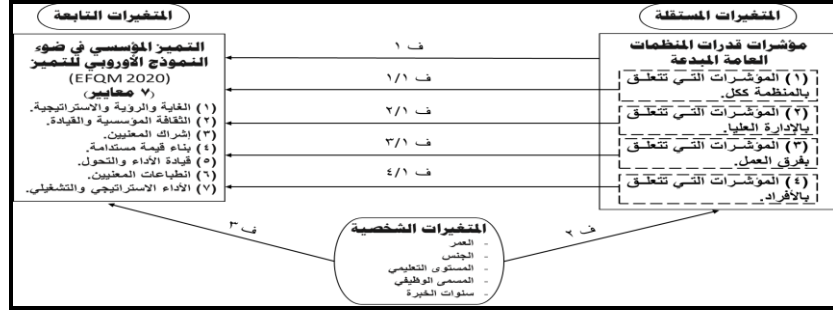 المتغيرات المستقلة
مؤشرات قدرات المنظمات
العامة المبدعة
(١) المؤشرات التي تتعلق
بالمنظمة ككل.
(٢) المؤشرات التي تتعلق
بالإدارة العليا.
(٣) المؤشرات التي تتعلق
بفرق العمل.
(٤) المؤشرات التي تتعلق
بالأفراد.
ف ١
ف ١/١
ف ٢/١
ف ٣/١
ف ٤/١
المتغيرات التابعة
التميز المؤسسي في ضوء
النموذج الأوروبي للتميز
(EFQM 2020)
(٧ معايير)
(١) الغاية والرؤية والاستراتيجية.
(٢) الثقافة المؤسسية والقيادة.
(٣) إشراك المعنيين.
(٤) بناء قيمة مستدامة.
(٥) قيادة الأداء والتحول.
(٦) انطباعات المعنيين.
(٧) الأداء الاستراتيجي والتشغيلي.
ف ٢
ف ٣
المتغيرات الشخصية
- العمر
- الجنس
- المستوى التعليمي
- المسمى الوظيفي
- سنوات الخبرة